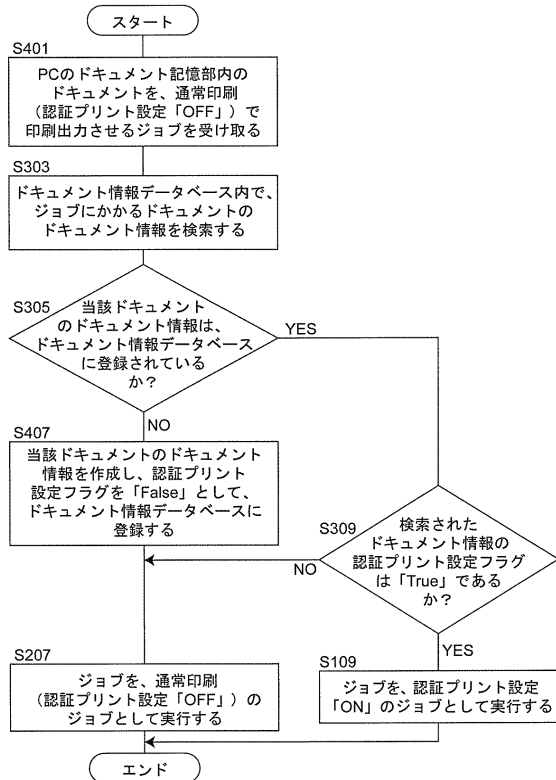 スタート
S401
PCのドキュメント記憶部内の
ドキュメントを、通常印刷
（認証プリント設定「OFF」）で
印刷出力させるジョブを受け取る
S303
ドキュメント情報データベース内で、
ジョブにかかるドキュメントの
ドキュメント情報を検索する
S305
当該ドキュメント
のドキュメント情報は、
ドキュメント情報データベース
に登録されている
か？
YES
NO
S407
当該ドキュメントのドキュメント
情報を作成し、認証プリント
設定フラグを「False」として、
ドキュメント情報データベースに
登録する
S309
検索された
ドキュメント情報の
認証プリント設定フラグ
は「True」である
か？
NO
YES
S207
ジョブを、通常印刷
（認証プリント設定「OFF」）の
ジョブとして実行する
S109
ジョブを、認証プリント設定
「ON」のジョブとして実行する
エンド